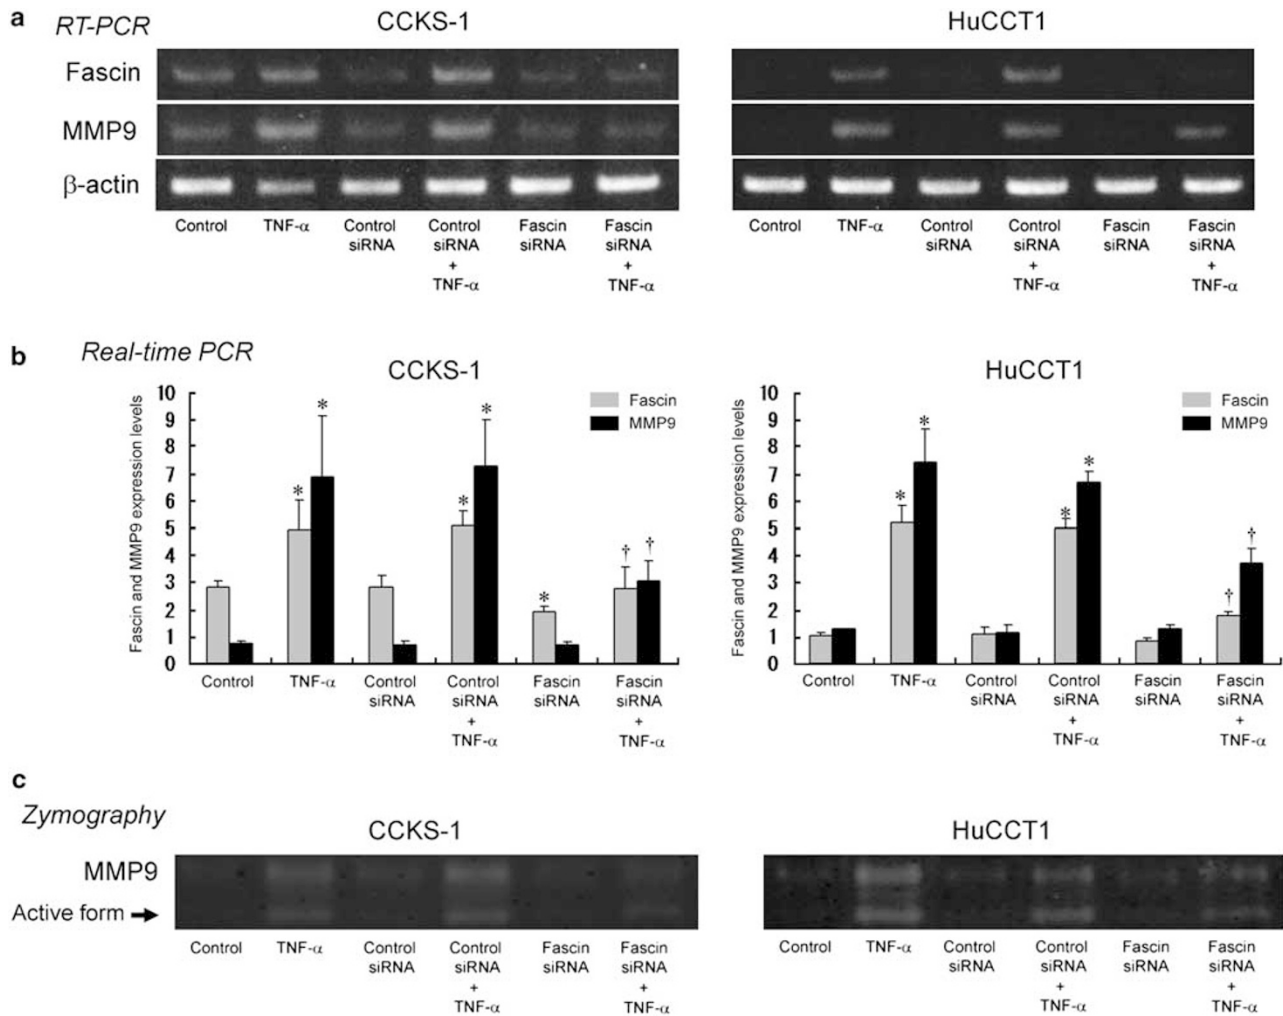 a
RT-PCR
CCKS-1
HuCCT1
Fascin
MMP9
β-actin
Control
TNF-α
Control
siRNA
Control
siRNA
+
TNF-α
Fascin
siRNA
Fascin
siRNA
+
TNF-α
Control
TNF-α
Control
siRNA
Control
siRNA
+
TNF-α
Fascin
siRNA
Fascin
siRNA
+
TNF-α
b
Real-time PCR
CCKS-1
Fascin and MMP9 expression levels
10
9
8
7
6
5
4
3
2
1
0
Fascin
MMP9
*
*
*
*
*
†
†
Control
TNF-α
Control
siRNA
Control
siRNA
+
TNF-α
Fascin
siRNA
Fascin
siRNA
+
TNF-α
HuCCT1
Fascin and MMP9 expression levels
10
9
8
7
6
5
4
3
2
1
0
Fascin
MMP9
*
*
*
*
†
†
Control
TNF-α
Control
siRNA
Control
siRNA
+
TNF-α
Fascin
siRNA
Fascin
siRNA
+
TNF-α
c
Zymography
CCKS-1
HuCCT1
MMP9
Active form
Control
TNF-α
Control
siRNA
Control
siRNA
+
TNF-α
Fascin
siRNA
Fascin
siRNA
+
TNF-α
Control
TNF-α
Control
siRNA
Control
siRNA
+
TNF-α
Fascin
siRNA
Fascin
siRNA
+
TNF-α